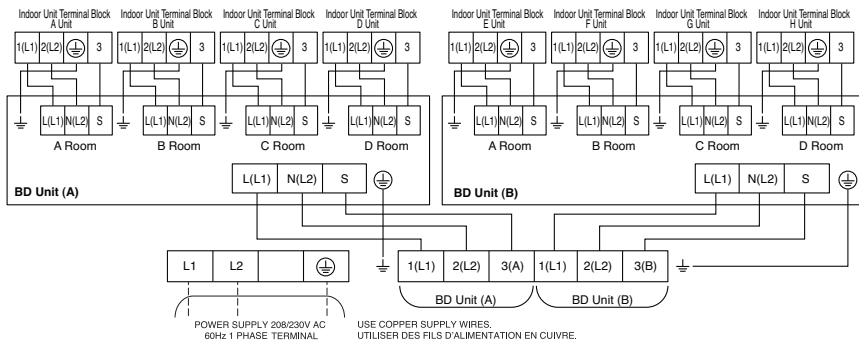 Indoor Unit Terminal Block Indoor Unit Terminal Block Indoor Unit Terminal Block Indoor Unit Terminal Block Indoor Unit Terminal Block Indoor Unit Terminal Block Indoor Unit Terminal Block Indoor Unit Terminal Block
A Unit B Unit C Unit D Unit E Unit F Unit G Unit H Unit
1(L1) 2(L2) 3 1(L1) 2(L2) 3 1(L1) 2(L2) 3 1(L1) 2(L2) 3 1(L1) 2(L2) 3 1(L1) 2(L2) 3 1(L1) 2(L2) 3 1(L1) 2(L2) 3
L(L1) N(L2) S L(L1) N(L2) S L(L1) N(L2) S L(L1) N(L2) S L(L1) N(L2) S L(L1) N(L2) S L(L1) N(L2) S L(L1) N(L2) S
A Room B Room C Room D Room A Room B Room C Room D Room
L(L1) N(L2) S L(L1) N(L2) S
BD Unit (A) BD Unit (B)
L1 L2 1(L1) 2(L2) 3(A) 1(L1) 2(L2) 3(B)
BD Unit (A) BD Unit (B)
POWER SUPPLY 208/230V AC USE COPPER SUPPLY WIRES.
60Hz 1 PHASE TERMINAL UTILISER DES FILS D'ALIMENTATION EN CUIVRE.